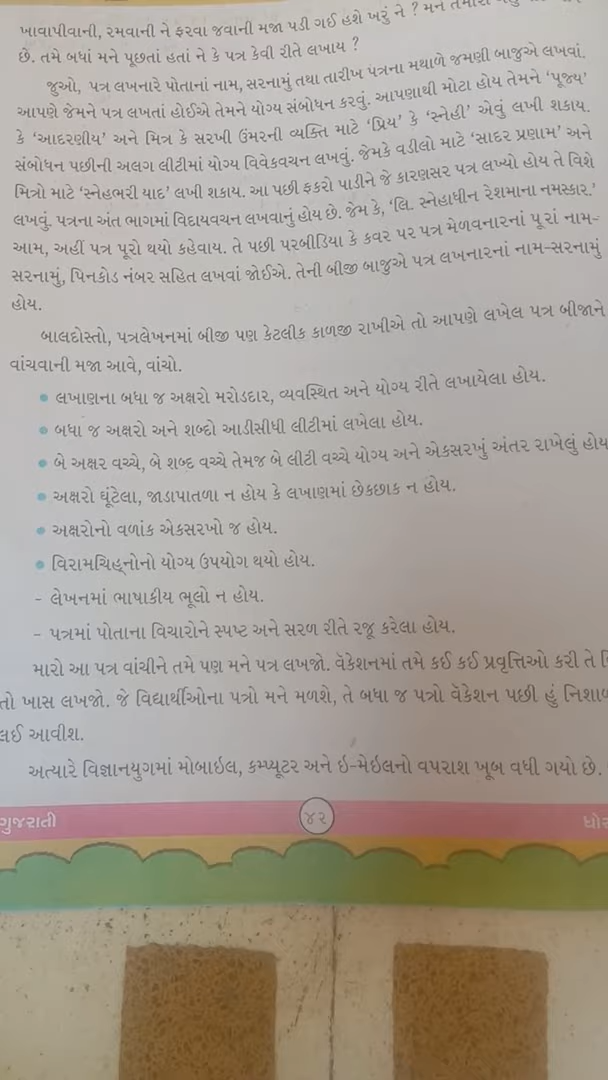 ખાવાપીવાની, રમવાની ને ફરવા જવાની મજા પડી ગઈ હશે ખરું ને ? મને
છે. તમે બધાં મને પૂછતાં હતાં ને કે પત્ર કેવી રીતે લખાય ?
જુઓ, પત્ર લખનારે પોતાનાં નામ, સરનામું તથા તારીખ પત્રના મથાળે જમણી બાજુએ લખવાં.
આપણે જેમને પત્ર લખતાં હોઈએ તેમને યોગ્ય સંબોધન કરવું. આપણાથી મોટા હોય તેમને ‘પૂજ્ય’
કે ‘આદરણીય’ અને મિત્ર કે સરખી ઉંમરની વ્યક્તિ માટે ‘પ્રિય’ કે ‘સ્નેહી’ એવું લખી શકાય.
સંબોધન પછીની અલગ લીટીમાં યોગ્ય વિવેકવચન લખવું. જેમકે વડીલો માટે ‘સાદર પ્રણામ’ અને
મિત્રો માટે ‘સ્નેહભરી યાદ’ લખી શકાય. આ પછી ફકરો પાડીને જે કારણસર પત્ર લખ્યો હોય તે વિશે
લખવું. પત્રના અંત ભાગમાં વિદાયવચન લખવાનું હોય છે. જેમ કે, ‘લિ. સ્નેહાધીન રેશમાના નમસ્કાર.’
આમ, અહીં પત્ર પૂરો થયો કહેવાય. તે પછી પરબીડિયા કે કવર પર પત્ર મેળવનારનાં પૂરાં નામ-
સરનામું, પિનકોડ નંબર સહિત લખવાં જોઈએ. તેની બીજી બાજુએ પત્ર લખનારનાં નામ-સરનામું
હોય.
બાલદોસ્તો, પત્રલેખનમાં બીજી પણ કેટલીક કાળજી રાખીએ તો આપણે લખેલ પત્ર બીજાને
વાંચવાની મજા આવે, વાંચો.
• લખાણના બધા જ અક્ષરો મરોડદાર, વ્યવસ્થિત અને યોગ્ય રીતે લખાયેલા હોય.
• બધા જ અક્ષરો અને શબ્દો આડીસીધી લીટીમાં લખેલા હોય.
• બે અક્ષર વચ્ચે, બે શબ્દ વચ્ચે તેમજ બે લીટી વચ્ચે યોગ્ય અને એકસરખું અંતર રાખેલું હોય
• અક્ષરો ઘૂંટેલા, જાડાપાતળા ન હોય કે લખાણમાં છેકછાક ન હોય.
• અક્ષરોનો વળાંક એકસરખો જ હોય.
• વિરામચિહ્નોનો યોગ્ય ઉપયોગ થયો હોય.
- લેખનમાં ભાષાકીય ભૂલો ન હોય.
- પત્રમાં પોતાના વિચારોને સ્પષ્ટ અને સરળ રીતે રજૂ કરેલા હોય.
મારો આ પત્ર વાંચીને તમે પણ મને પત્ર લખજો. વૅકેશનમાં તમે કઈ કઈ પ્રવૃત્તિઓ કરી તે
તો ખાસ લખજો. જે વિદ્યાર્થીઓના પત્રો મને મળશે, તે બધા જ પત્રો વૅકેશન પછી હું
લઈ આવીશ.
અત્યારે વિજ્ઞાનયુગમાં મોબાઇલ, કમ્પ્યૂટર અને ઇ-મેઇલનો વપરાશ ખૂબ વધી ગયો છે.
ગુજરાતી
૪૨